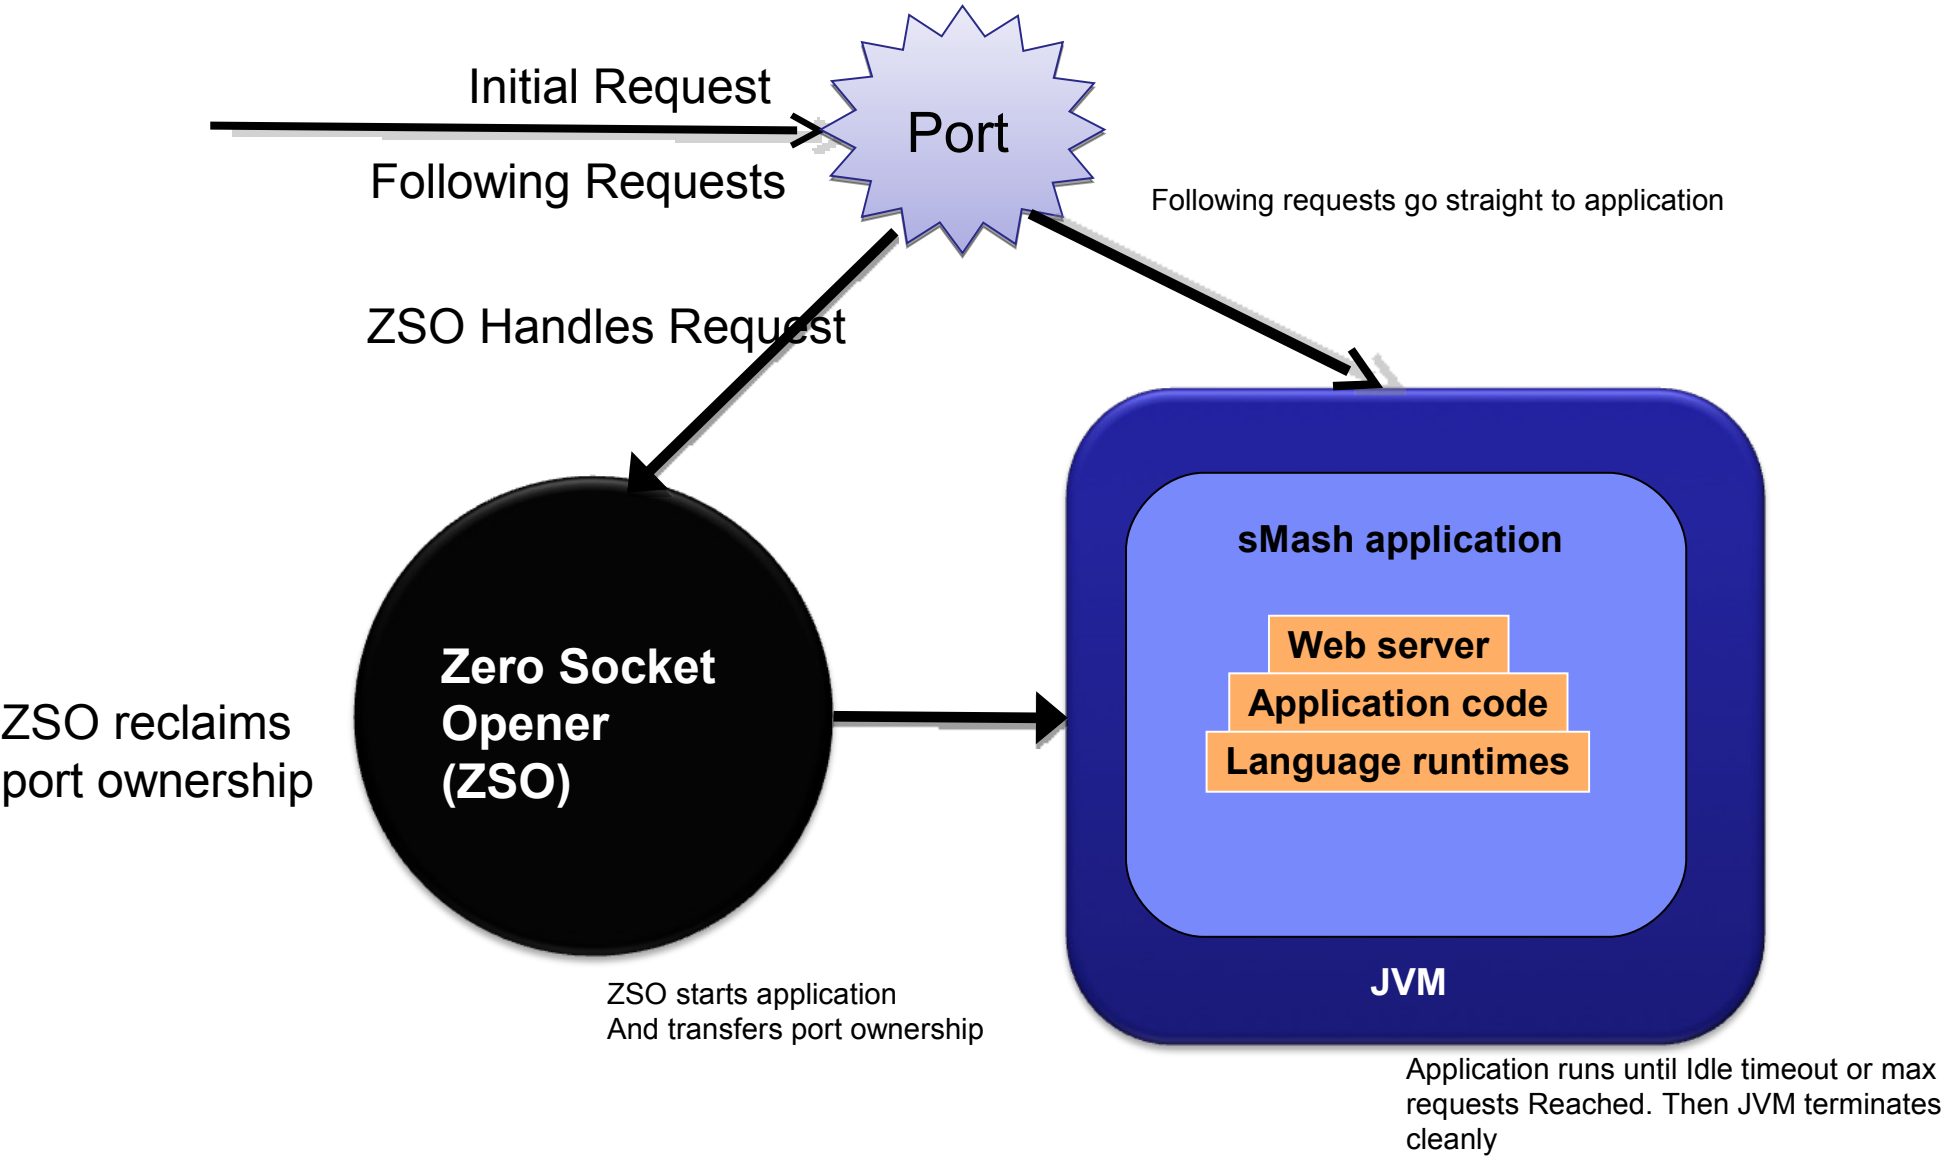 Initial Request
Port
Following Requests
Following requests go straight to application
ZSO Handles Request
sMash application
Web server
Application code
Language runtimes
Zero Socket
Opener
(ZSO)
ZSO reclaims
port ownership
JVM
ZSO starts application
And transfers port ownership
Application runs until Idle timeout or max
requests Reached. Then JVM terminates
cleanly